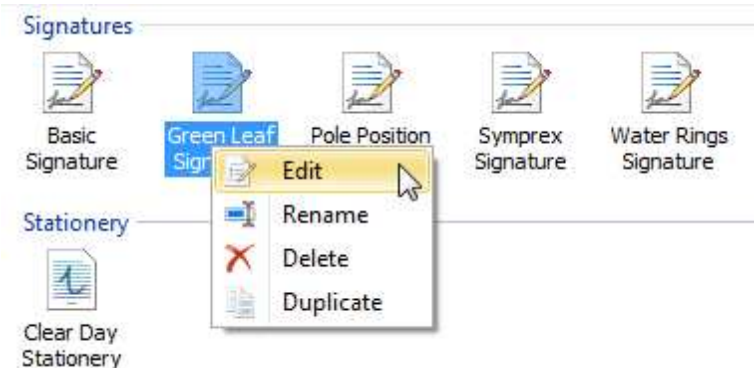 Signatures
Basic
Signature
Green Leaf
Pole Position
Symprex
Signature
Water Rings
Signature
Edit
Rename
Delete
Duplicate
Stationery
Clear Day
Stationery